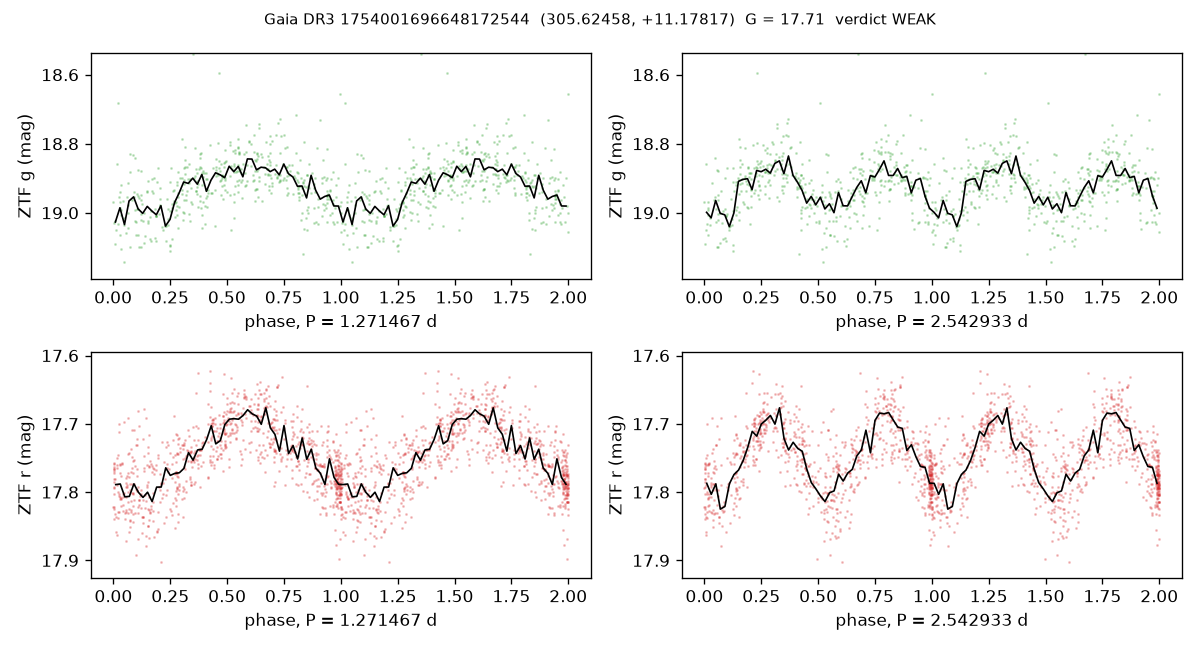 Gaia DR3 1754001696648172544 (305.62458, +11.17817) G = 17.71 verdict WEAK
ZTF g (mag)
18.6
18.8
19.0
0.00 0.25 0.50 0.75 1.00 1.25 1.50 1.75 2.00
phase, P = 1.271467 d
ZTF g (mag)
18.6
18.8
19.0
0.00 0.25 0.50 0.75 1.00 1.25 1.50 1.75 2.00
phase, P = 2.542933 d
ZTF r (mag)
17.6
17.7
17.8
17.9
0.00 0.25 0.50 0.75 1.00 1.25 1.50 1.75 2.00
phase, P = 1.271467 d
ZTF r (mag)
17.6
17.7
17.8
17.9
0.00 0.25 0.50 0.75 1.00 1.25 1.50 1.75 2.00
phase, P = 2.542933 d